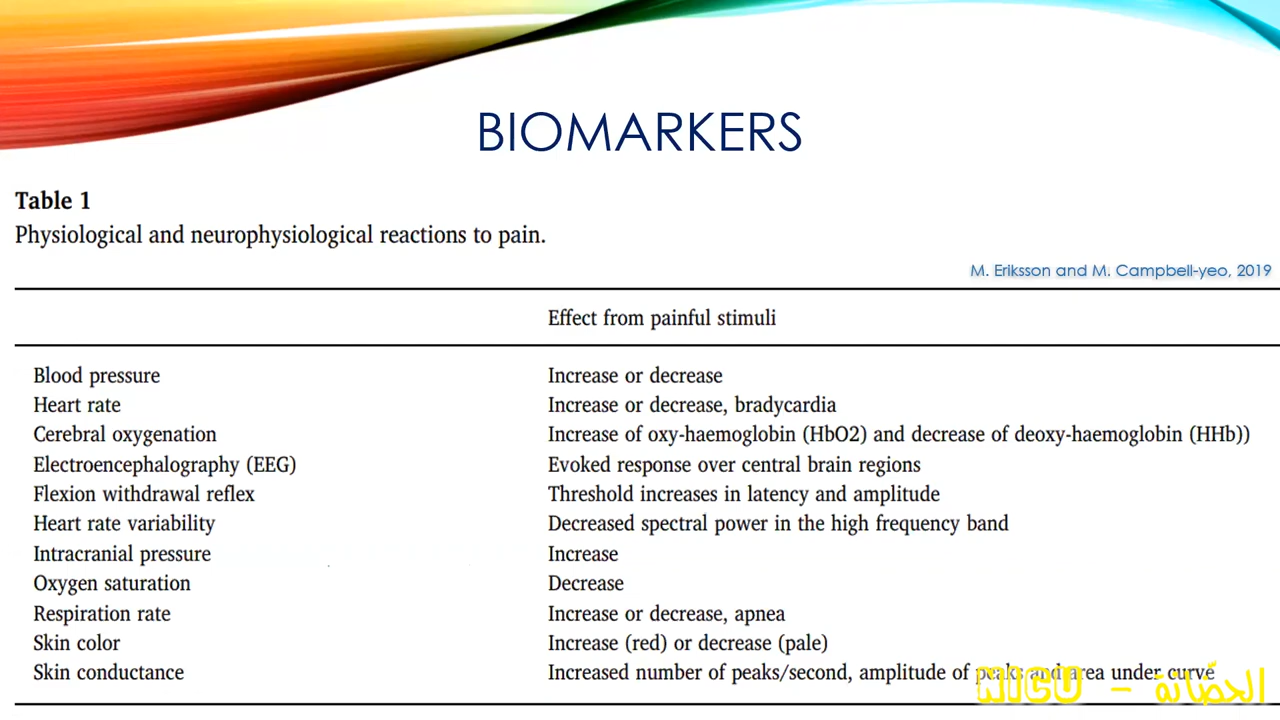 BIOMARKERS
Table 1
Physiological and neurophysiological reactions to pain.
M. Eriksson and M. Campbell-yeo, 2019
Effect from painful stimuli
Blood pressure Increase or decrease
Heart rate Increase or decrease, bradycardia
Cerebral oxygenation Increase of oxy-haemoglobin (HbO2) and decrease of deoxy-haemoglobin (HHb))
Electroencephalography (EEG) Evoked response over central brain regions
Flexion withdrawal reflex Threshold increases in latency and amplitude
Heart rate variability Decreased spectral power in the high frequency band
Intracranial pressure Increase
Oxygen saturation Decrease
Respiration rate Increase or decrease, apnea
Skin color Increase (red) or decrease (pale)
Skin conductance Increased number of peaks/second, amplitude of peaks and area under curve
NICU – الحضّانة